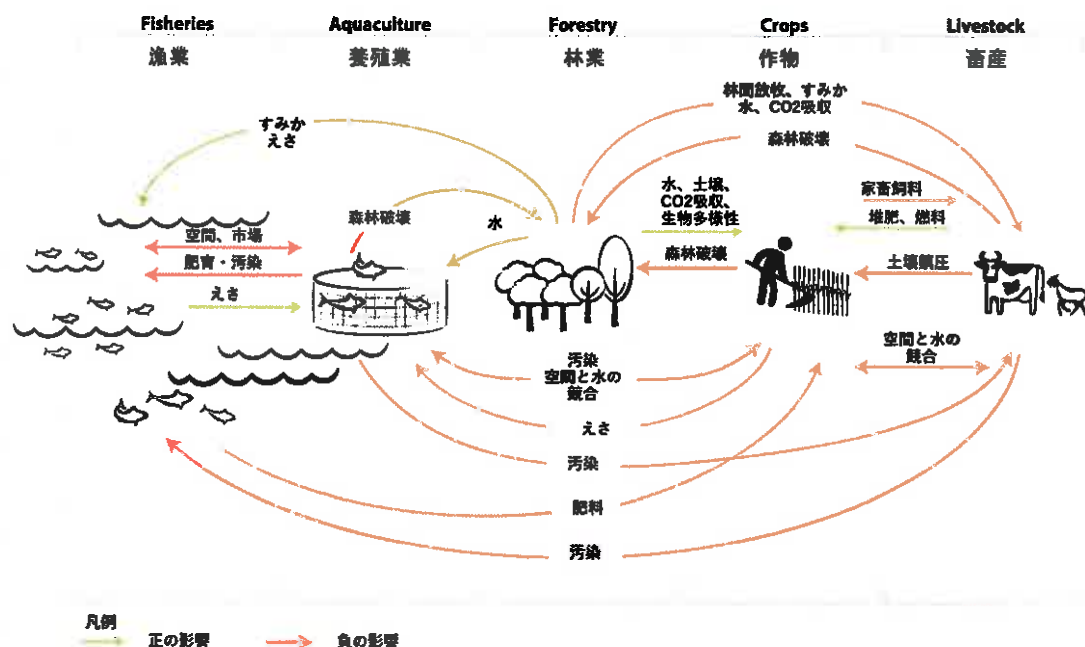 Fisheries
Aquaculture
Forestry
Crops
Livestock
漁業
養殖業
林業
作物
畜産
林間放牧、すみか
水、CO2吸収
すみか
えさ
森林破壊
水、土壌、
CO2吸収、
生物多様性
家畜飼料
森林破壊
水
堆肥、燃料
空間、市場
肥育・汚染
森林破壊
土壌鎮圧
えさ
空間と水の
競合
汚染
空間と水の
競合
えさ
汚染
肥料
汚染
凡例
正の影響
負の影響